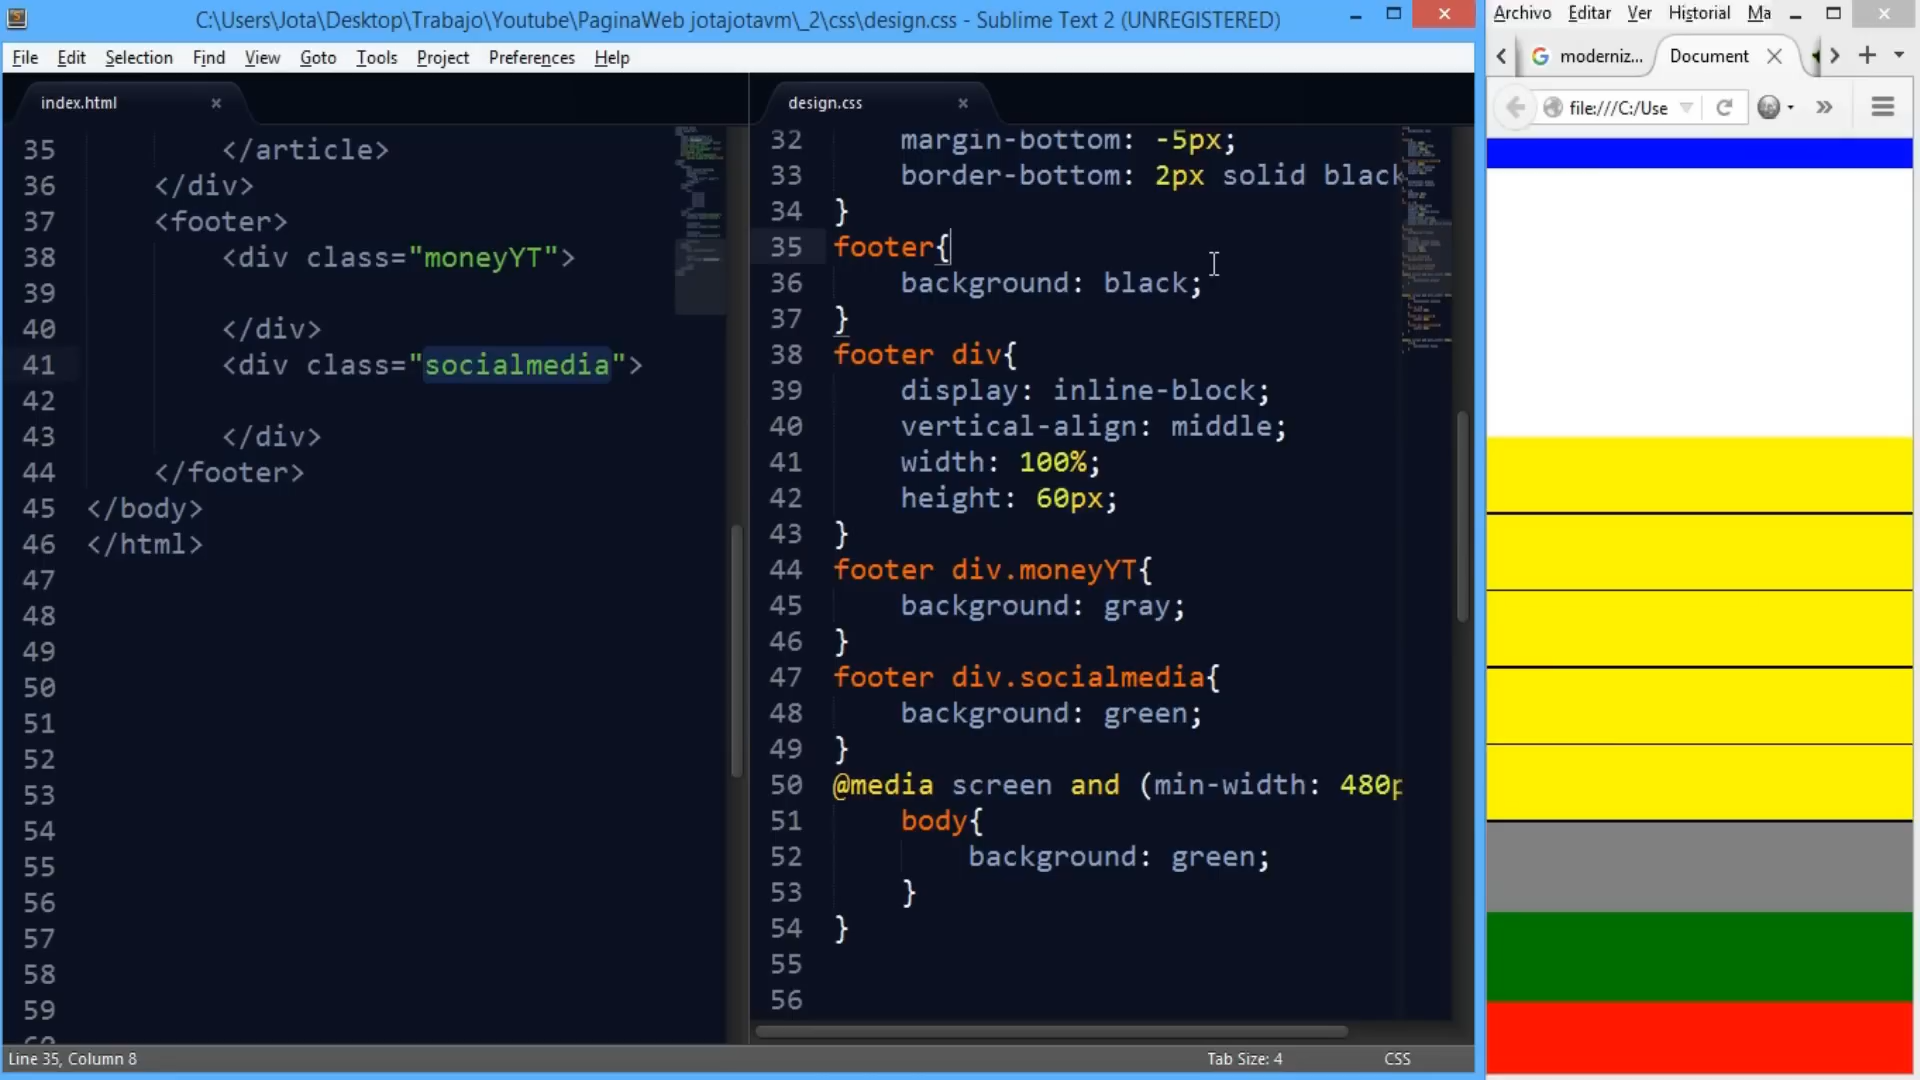 C:\Users\Jota\Desktop\Trabajo\Youtube\PaginaWeb jotajotavm\_2\css\design.css - Sublime Text 2 (UNREGISTERED)
File Edit Selection Find View Goto Tools Project Preferences Help
index.html
35 </article>
36 </div>
37 <footer>
38 <div class="moneyYT">
39
40 </div>
41 <div class="socialmedia">
42
43 </div>
44 </footer>
45 </body>
46 </html>
47
48
49
50
51
52
53
54
55
56
57
58
59
design.css
32 margin-bottom: -5px;
33 border-bottom: 2px solid black
34 }
35 footer{
36 background: black;
37 }
38 footer div{
39 display: inline-block;
40 vertical-align: middle;
41 width: 100%;
42 height: 60px;
43 }
44 footer div.moneyYT{
45 background: gray;
46 }
47 footer div.socialmedia{
48 background: green;
49 }
50 @media screen and (min-width: 480p
51 body{
52 background: green;
53 }
54 }
55
56
Line 35, Column 8
Tab Size: 4
CSS
Archivo Editar Ver Historial Ma
moderniz... Document
file:///C:/Use